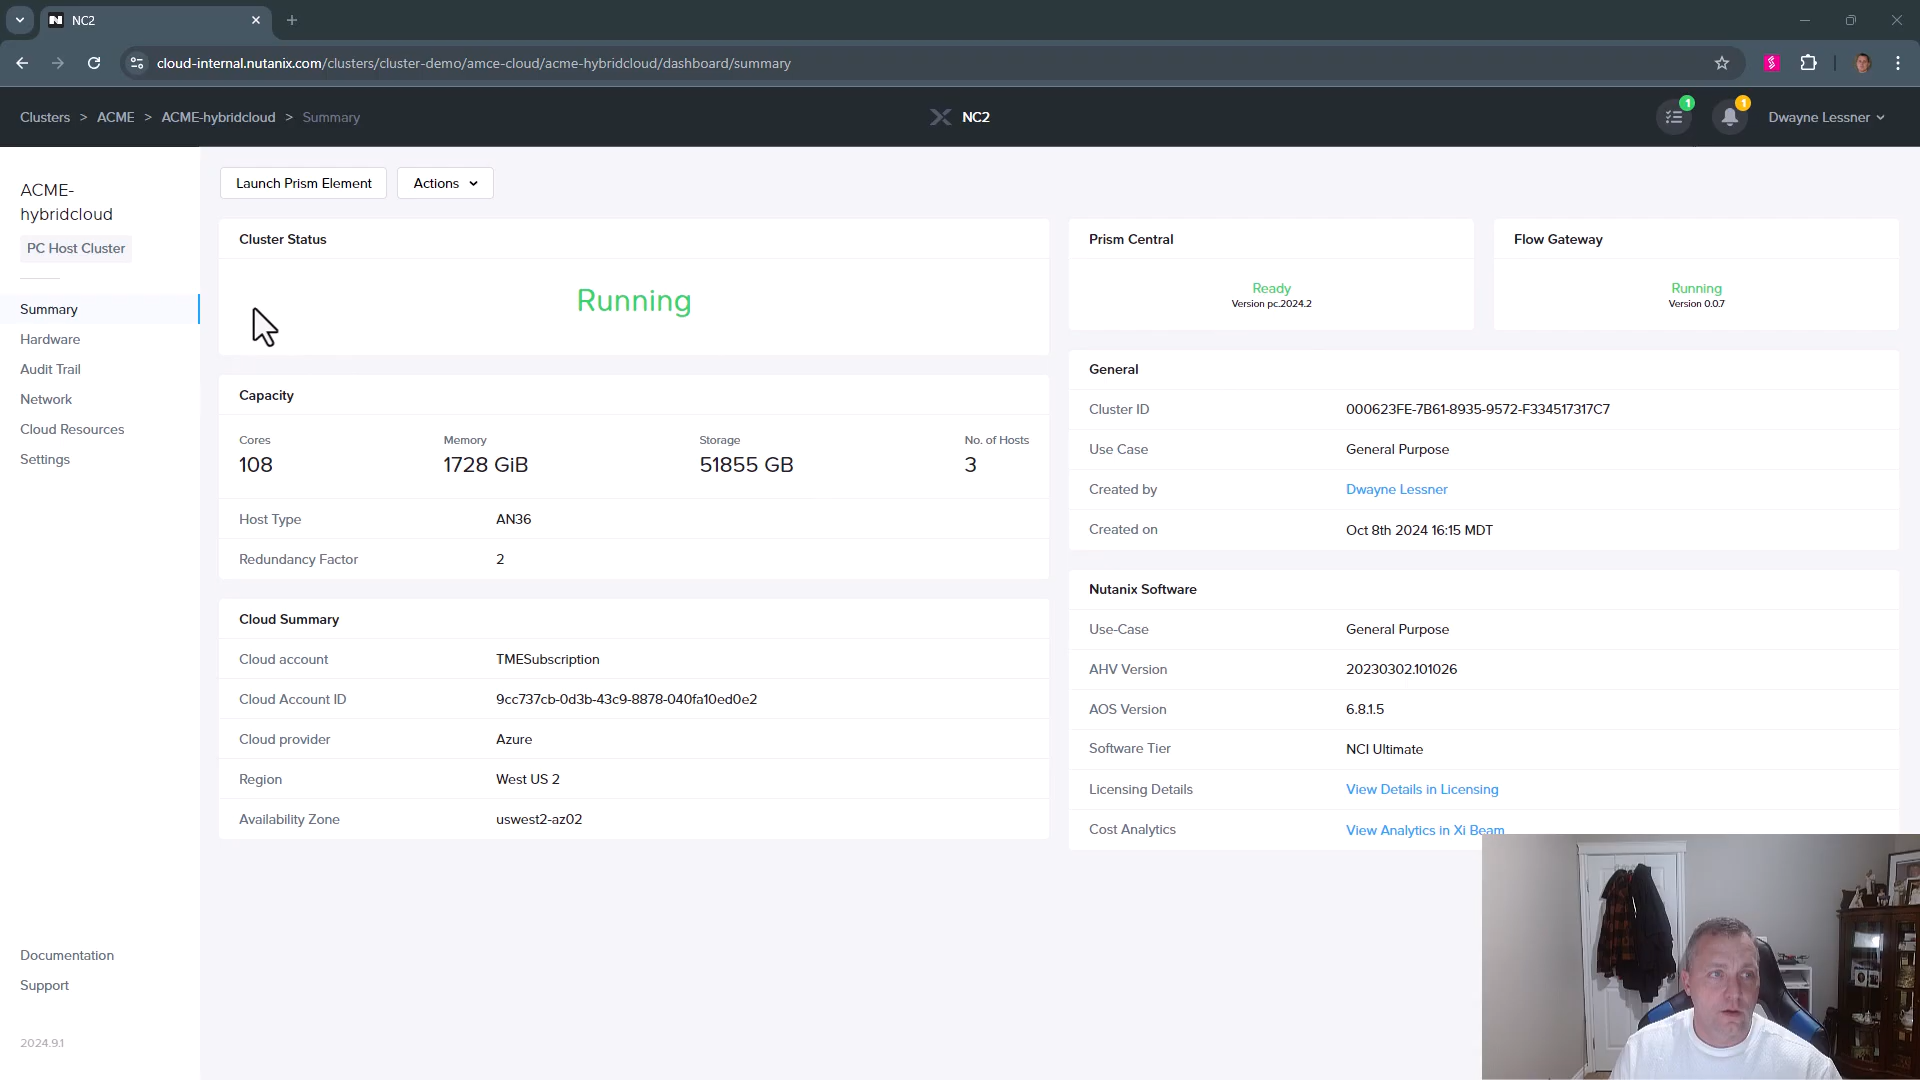 NC2
cloud-internal.nutanix.com/clusters/cluster-demo/amce-cloud/acme-hybridcloud/dashboard/summary
Clusters > ACME > ACME-hybridcloud > Summary
NC2
1
1
Dwayne Lessner
ACME-
hybridcloud
PC Host Cluster
Summary
Hardware
Audit Trail
Network
Cloud Resources
Settings
Documentation
Support
2024.9.1
Launch Prism Element
Actions
Cluster Status
Running
Capacity
Cores Memory Storage No. of Hosts
108 1728 GiB 51855 GB 3
Host Type AN36
Redundancy Factor 2
Cloud Summary
Cloud account TMESubscription
Cloud Account ID 9cc737cb-0d3b-43c9-8878-040fa10ed0e2
Cloud provider Azure
Region West US 2
Availability Zone uswest2-az02
Prism Central
Ready
Version pc.2024.2
Flow Gateway
Running
Version 0.0.7
General
Cluster ID 000623FE-7B61-8935-9572-F334517317C7
Use Case General Purpose
Created by Dwayne Lessner
Created on Oct 8th 2024 16:15 MDT
Nutanix Software
Use-Case General Purpose
AHV Version 20230302.101026
AOS Version 6.8.1.5
Software Tier NCI Ultimate
Licensing Details View Details in Licensing
Cost Analytics View Analytics in Xi Beam